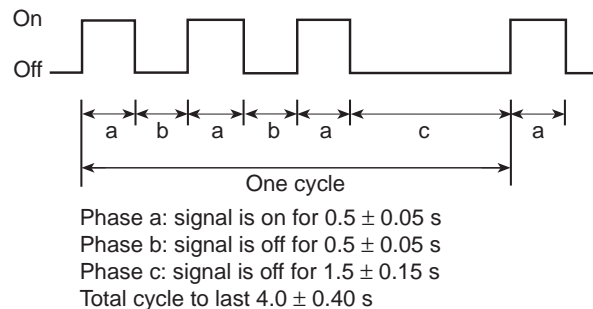 On
Off
a b a b a c a
One cycle
Phase a: signal is on for 0.5 ± 0.05 s
Phase b: signal is off for 0.5 ± 0.05 s
Phase c: signal is off for 1.5 ± 0.15 s
Total cycle to last 4.0 ± 0.40 s